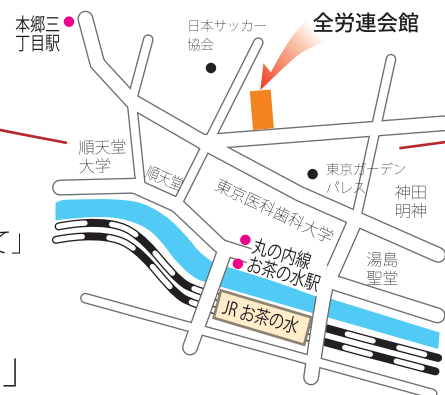 本郷三
丁目駅
日本サッカー
協会
全労連会館
順天堂
大学
順天堂
東京ガーデン
パレス
東京医科歯科大学
神田
明神
て」
丸の内線
お茶の水駅
湯島
聖堂
JRお茶の水
」